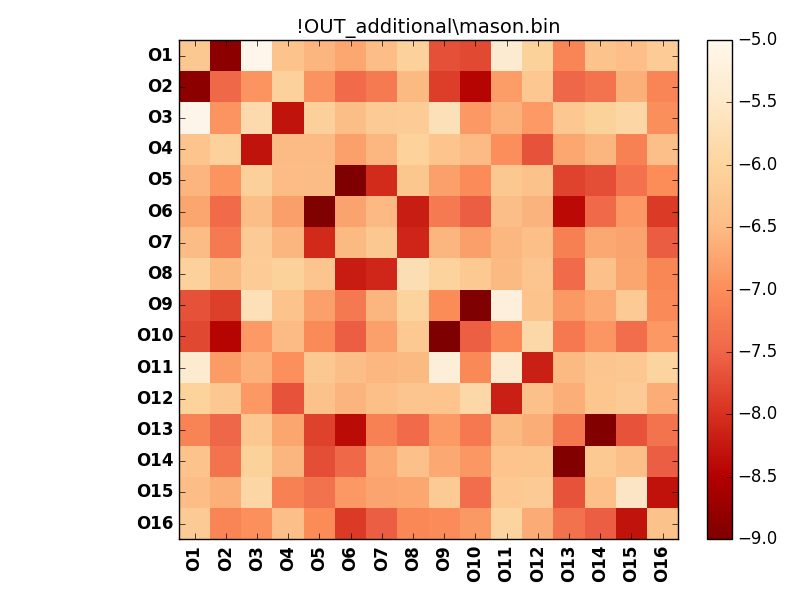 !OUT_additional\mason.bin
O1
O2
O3
O4
O5
O6
O7
O8
O9
O10
O11
O12
O13
O14
O15
O16
O1 O2 O3 O4 O5 O6 O7 O8 O9 O10 O11 O12 O13 O14 O15 O16
−5.0
−5.5
−6.0
−6.5
−7.0
−7.5
−8.0
−8.5
−9.0